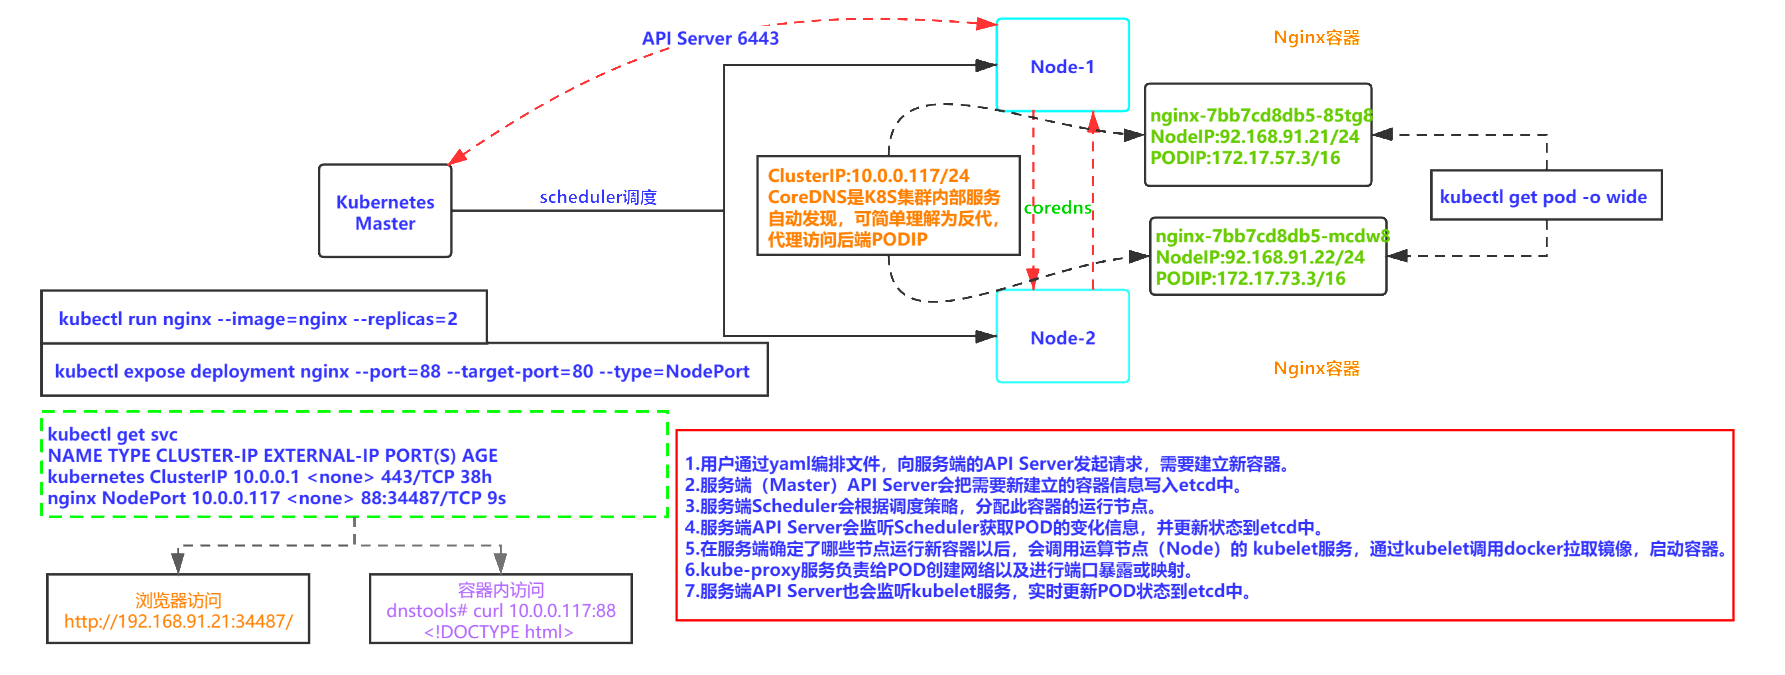 API Server 6443
Node-1
Nginx容器
nginx-7bb7cd8db5-85tg8
NodeIP:92.168.91.21/24
PODIP:172.17.57.3/16
Kubernetes
Master
scheduler调度
ClusterIP:10.0.0.117/24
CoreDNS是K8S集群内部服务
自动发现，可简单理解为反代，
代理访问后端PODIP
coredns
kubectl get pod -o wide
nginx-7bb7cd8db5-mcdw8
NodeIP:92.168.91.22/24
PODIP:172.17.73.3/16
Node-2
Nginx容器
kubectl run nginx --image=nginx --replicas=2
kubectl expose deployment nginx --port=88 --target-port=80 --type=NodePort
kubectl get svc
NAME TYPE CLUSTER-IP EXTERNAL-IP PORT(S) AGE
kubernetes ClusterIP 10.0.0.1 <none> 443/TCP 38h
nginx NodePort 10.0.0.117 <none> 88:34487/TCP 9s
浏览器访问
http://192.168.91.21:34487/
容器内访问
dnstools# curl 10.0.0.117:88
<!DOCTYPE html>
1.用户通过yaml编排文件，向服务端的API Server发起请求，需要建立新容器。
2.服务端（Master）API Server会把需要新建立的容器信息写入etcd中。
3.服务端Scheduler会根据调度策略，分配此容器的运行节点。
4.服务端API Server会监听Scheduler获取POD的变化信息，并更新状态到etcd中。
5.在服务端确定了哪些节点运行新容器以后，会调用运算节点（Node）的 kubelet服务，通过kubelet调用docker拉取镜像，启动容器。
6.kube-proxy服务负责给POD创建网络以及进行端口暴露或映射。
7.服务端API Server也会监听kubelet服务，实时更新POD状态到etcd中。